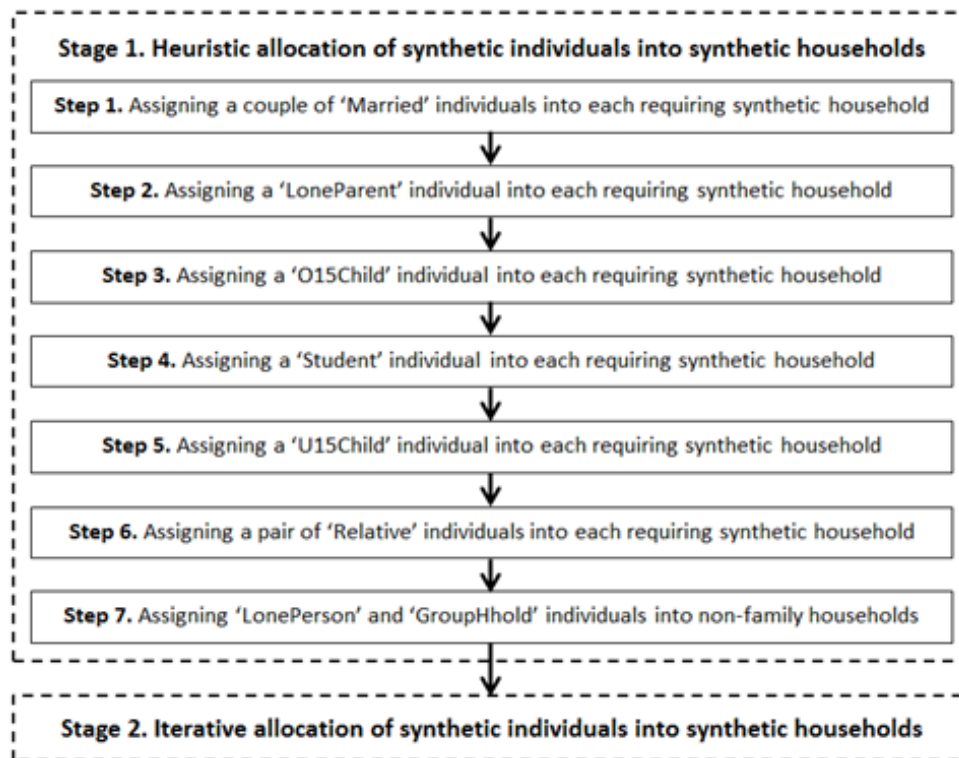 Stage 1. Heuristic allocation of synthetic individuals into synthetic households
Step 1. Assigning a couple of ‘Married’ individuals into each requiring synthetic household
Step 2. Assigning a ‘LoneParent’ individual into each requiring synthetic household
Step 3. Assigning a ‘O15Child’ individual into each requiring synthetic household
Step 4. Assigning a ‘Student’ individual into each requiring synthetic household
Step 5. Assigning a ‘U15Child’ individual into each requiring synthetic household
Step 6. Assigning a pair of ‘Relative’ individuals into each requiring synthetic household
Step 7. Assigning ‘LonePerson’ and ‘GroupHhold’ individuals into non-family households
Stage 2. Iterative allocation of synthetic individuals into synthetic households